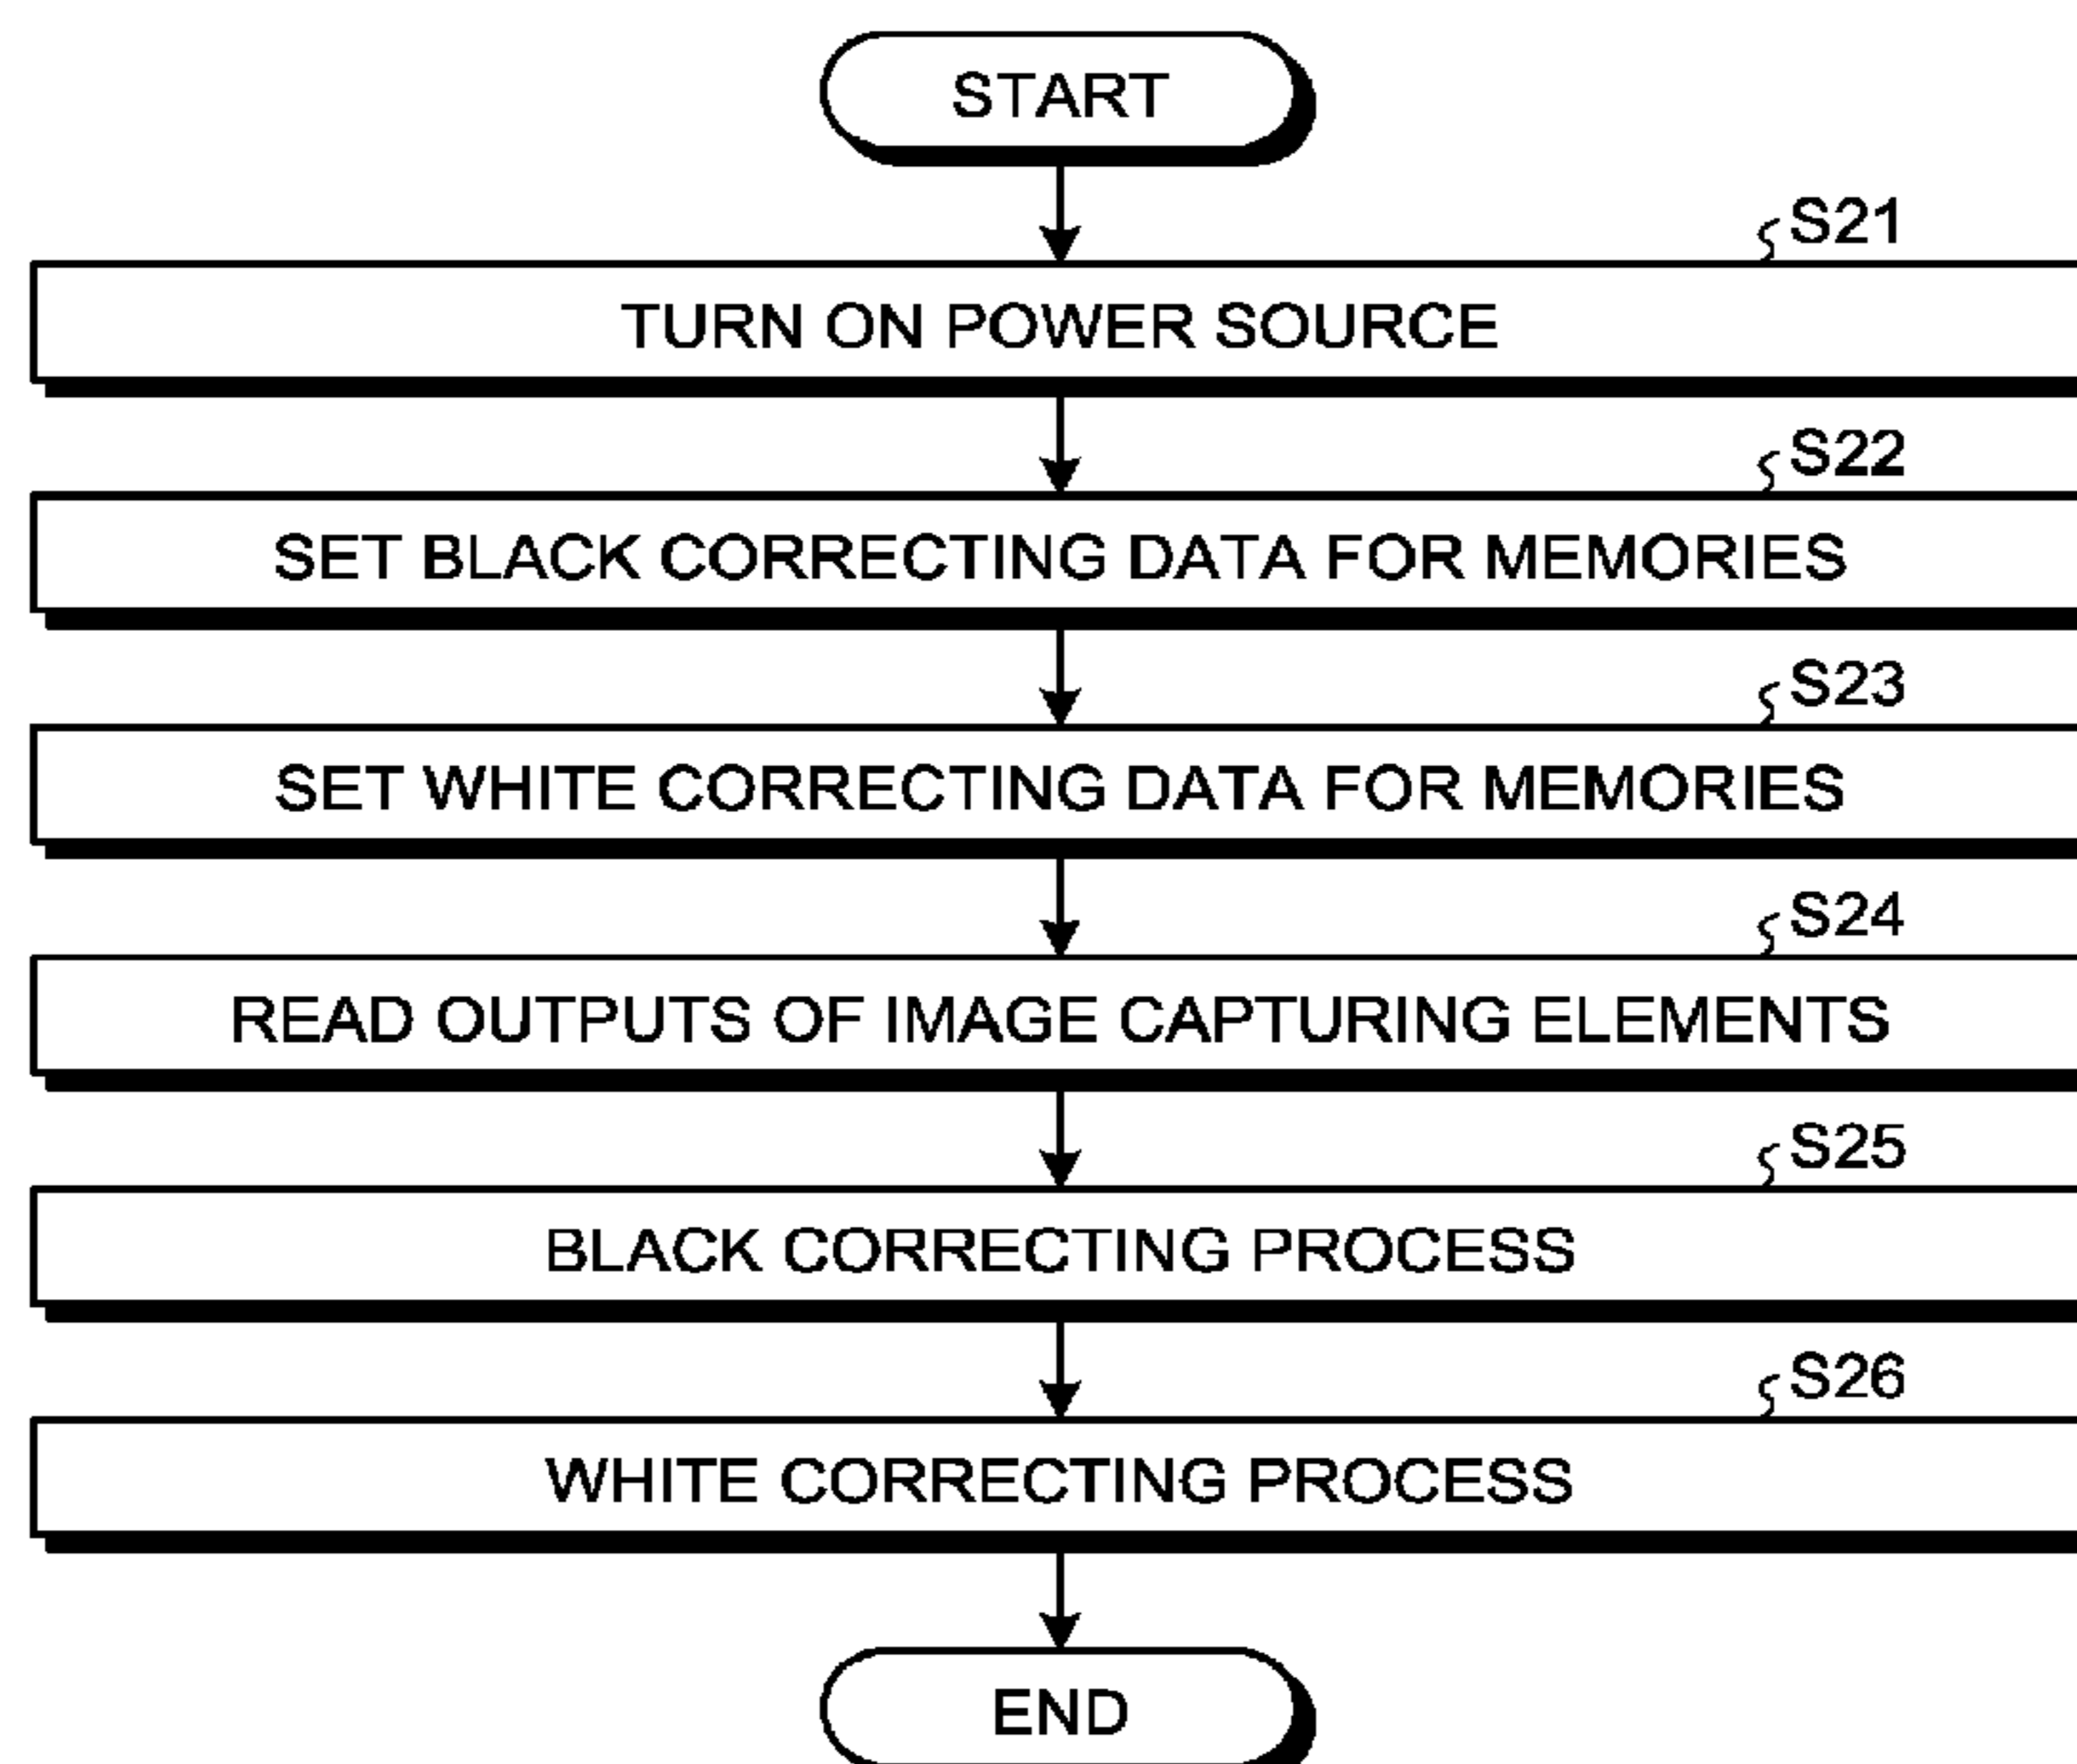 START
S21
TURN ON POWER SOURCE
S22
SET BLACK CORRECTING DATA FOR MEMORIES
S23
SET WHITE CORRECTING DATA FOR MEMORIES
S24
READ OUTPUTS OF IMAGE CAPTURING ELEMENTS
S25
BLACK CORRECTING PROCESS
S26
WHITE CORRECTING PROCESS
END